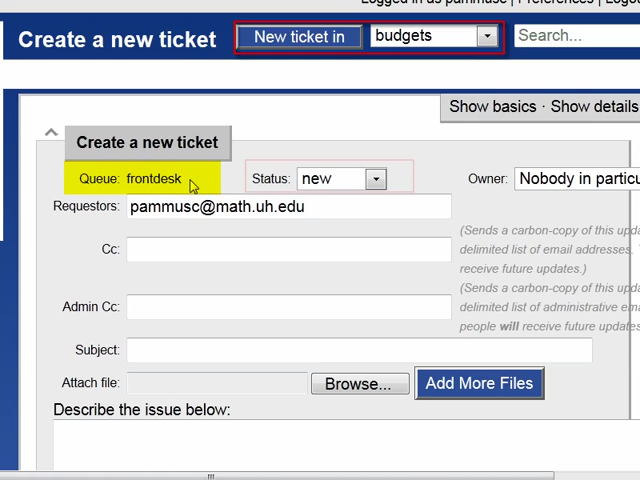 Logged in as pammusc | Preferences | Logou
Create a new ticket New ticket in budgets Search...
Show basics · Show details
Create a new ticket
Queue: frontdesk Status: new Owner: Nobody in particu
Requestors: pammusc@math.uh.edu
Cc: (Sends a carbon-copy of this upda
delimited list of email addresses.
receive future updates.)
Admin Cc: (Sends a carbon-copy of this upda
delimited list of administrative ema
people will receive future updates
Subject:
Attach file: Browse... Add More Files
Describe the issue below: